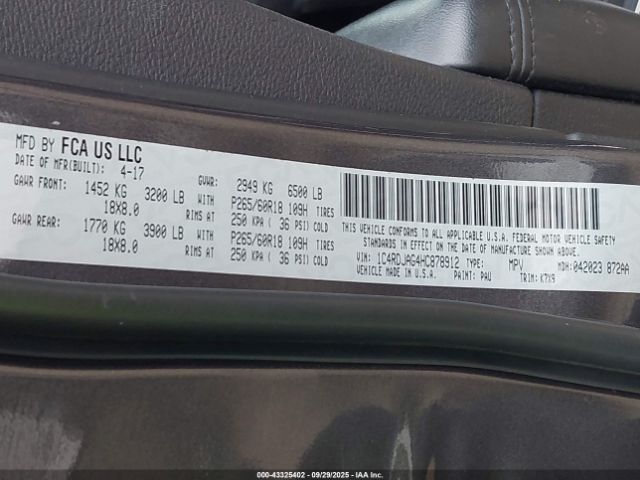 MFD BY FCA US LLC
DATE OF MFR(BUILT): 4-17 GVWR: 2949 KG 6500 LB
GAWR FRONT: 1452 KG 3200 LB WITH P265/60R18 109H TIRES
18X8.0 RIMS AT 250 KPA ( 36 PSI) COLD
GAWR REAR: 1770 KG 3900 LB WITH P265/60R18 109H TIRES
18X8.0 RIMS AT 250 KPA ( 36 PSI) COLD
THIS VEHICLE CONFORMS TO ALL APPLICABLE U.S.A. FEDERAL MOTOR VEHICLE SAFETY
STANDARDS IN EFFECT ON THE DATE OF MANUFACTURE SHOWN ABOVE.
VIN: 1C4RDJAG4HC878912 TYPE: MPV MDH:042023 872AA
VEHICLE MADE IN U.S.A. PAINT: PAU TRIM: K7X9
000-43325402 - 09/29/2025 - IAAI.COM